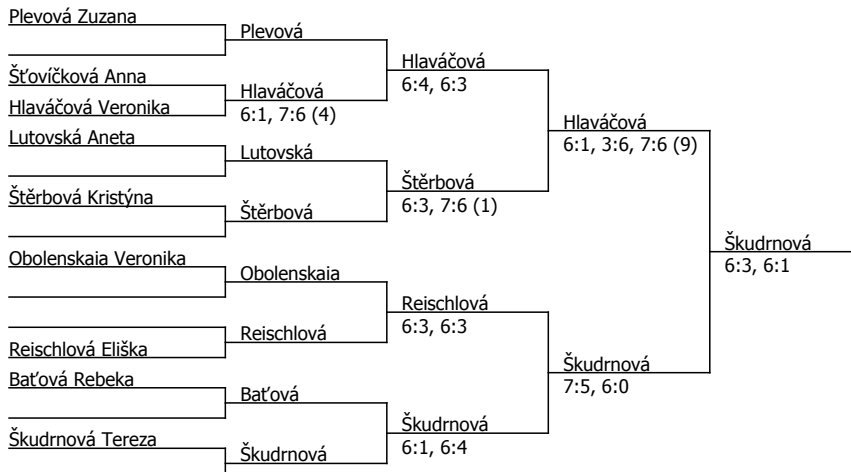 Plevová Zuzana
Plevová
Hlaváčová
6:4, 6:3
Šťovíčková Anna
Hlaváčová
Hlaváčová Veronika
6:1, 7:6 (4)
Hlaváčová
6:1, 3:6, 7:6 (9)
Lutovská Aneta
Lutovská
Štěrbová
6:3, 7:6 (1)
Štěrbová Kristýna
Štěrbová
Škudrnová
6:3, 6:1
Obolenskaia Veronika
Obolenskaia
Reischlová
6:3, 6:3
Reischlová
Reischlová Eliška
Škudrnová
7:5, 6:0
Baťová Rebeka
Baťová
Škudrnová
6:1, 6:4
Škudrnová Tereza
Škudrnová